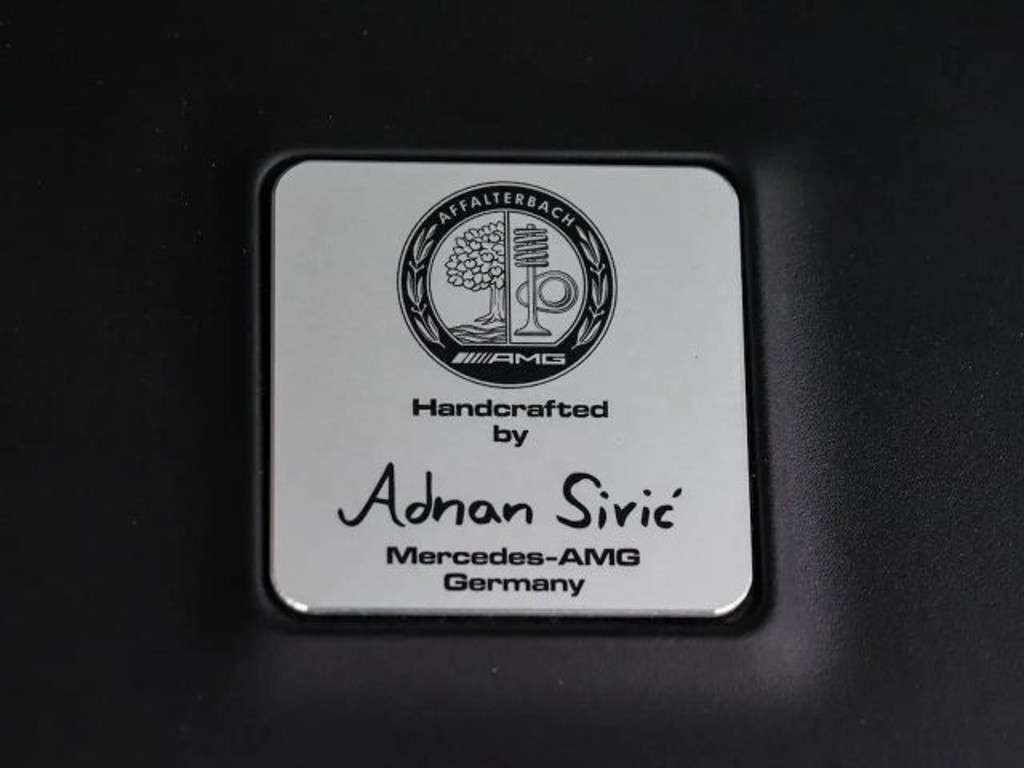 AFFALTERBACH
AMG
Handcrafted
by
Adnan Sirić
Mercedes-AMG
Germany